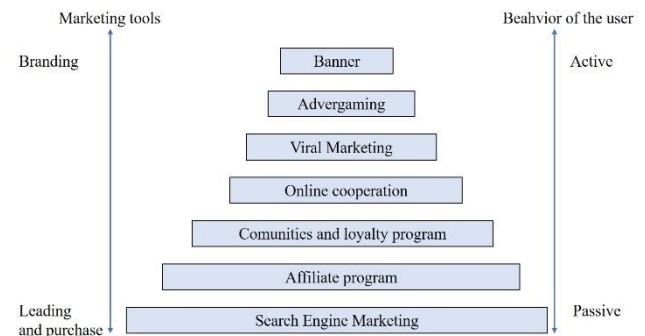 Marketing tools
Beahvior of the user
Branding
Banner
Active
Advergaming
Viral Marketing
Online cooperation
Comunitics and loyalty program
Affiliate program
Leading
and purchase
Search Engine Marketing
Passive